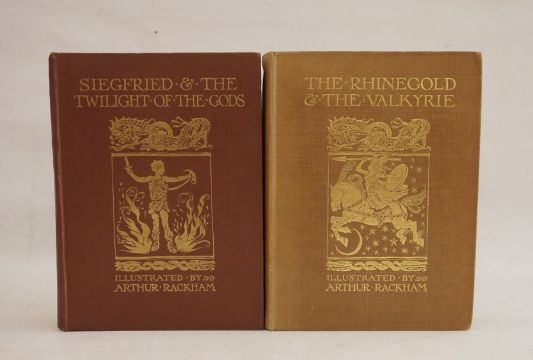 SIEGFRIED · & · THE
TWILIGHT · OF · THE · GODS
ILLUSTRATED · BY
ARTHUR · RACKHAM
THE · RHINEGOLD
& · THE · VALKYRIE
ILLUSTRATED · BY
ARTHUR · RACKHAM